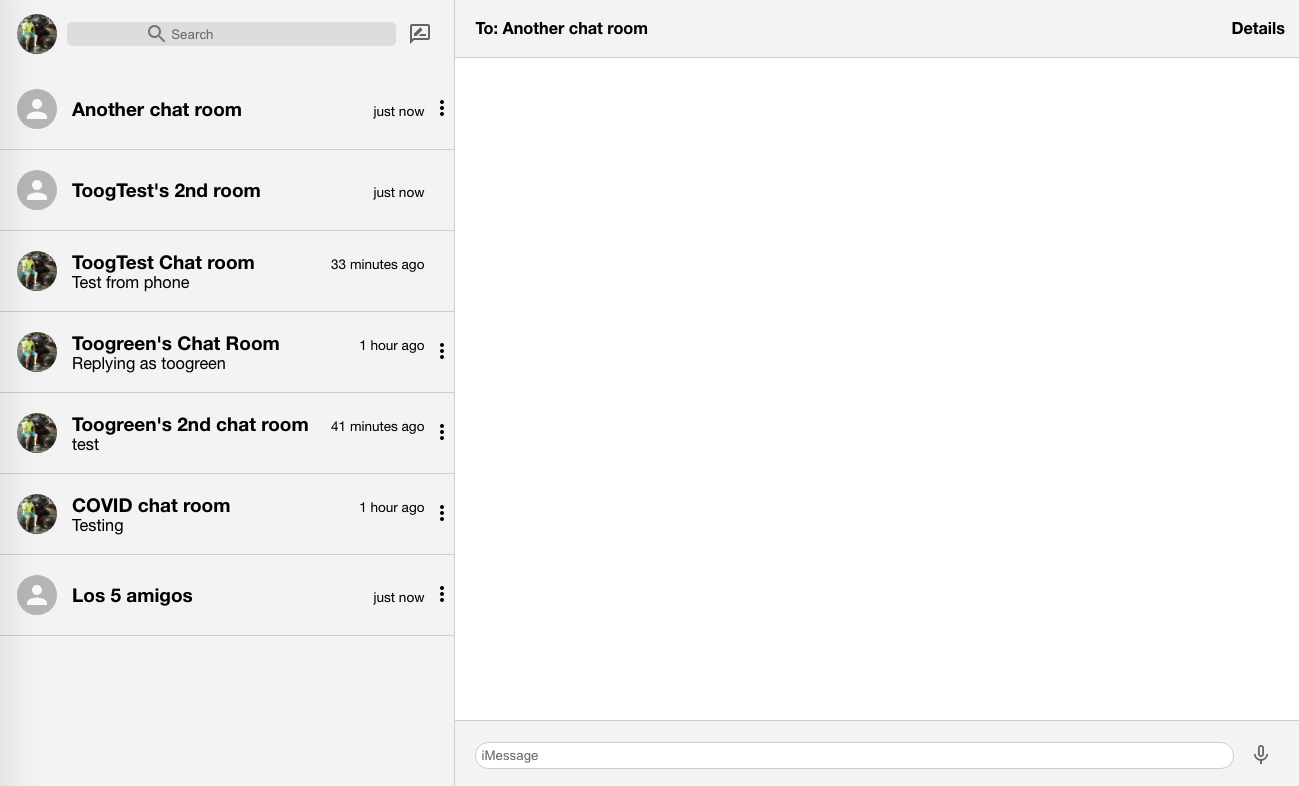 Search
To: Another chat room
Details
Another chat room
just now
ToogTest's 2nd room
just now
ToogTest Chat room
33 minutes ago
Test from phone
Toogreen's Chat Room
1 hour ago
Replying as toogreen
Toogreen's 2nd chat room
41 minutes ago
test
COVID chat room
1 hour ago
Testing
Los 5 amigos
just now
iMessage